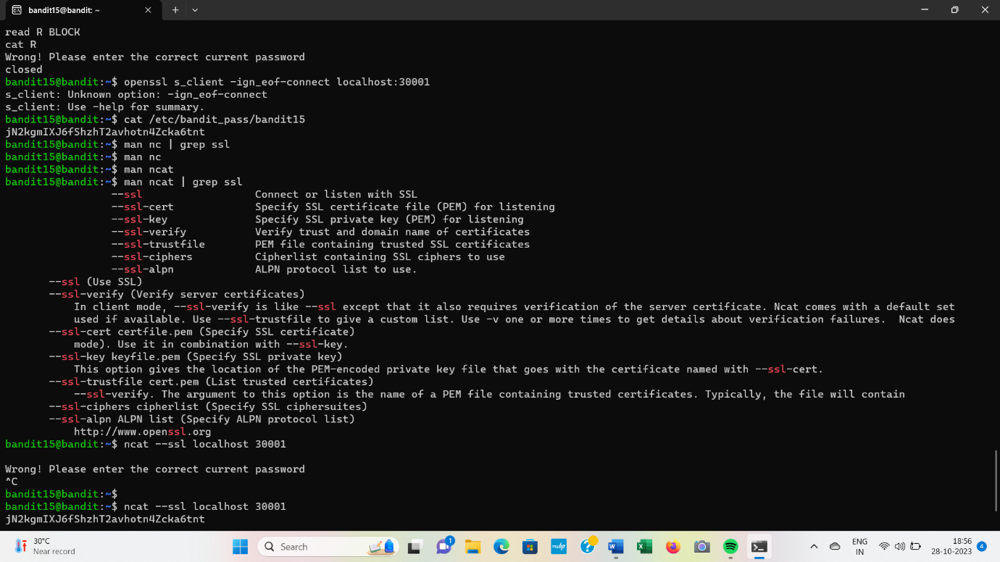 bandit15@bandit: ~
read R BLOCK
cat R
Wrong! Please enter the correct current password
closed
bandit15@bandit:~$ openssl s_client -ign_eof-connect localhost:30001
s_client: Unknown option: -ign_eof-connect
s_client: Use -help for summary.
bandit15@bandit:~$ cat /etc/bandit_pass/bandit15
jN2kgmIXJ6fShzhT2avhotn4Zcka6tnt
bandit15@bandit:~$ man nc | grep ssl
bandit15@bandit:~$ man nc
bandit15@bandit:~$ man ncat
bandit15@bandit:~$ man ncat | grep ssl
--ssl Connect or listen with SSL
--ssl-cert Specify SSL certificate file (PEM) for listening
--ssl-key Specify SSL private key (PEM) for listening
--ssl-verify Verify trust and domain name of certificates
--ssl-trustfile PEM file containing trusted SSL certificates
--ssl-ciphers Cipherlist containing SSL ciphers to use
--ssl-alpn ALPN protocol list to use.
--ssl (Use SSL)
--ssl-verify (Verify server certificates)
In client mode, --ssl-verify is like --ssl except that it also requires verification of the server certificate. Ncat comes with a default set
used if available. Use --ssl-trustfile to give a custom list. Use -v one or more times to get details about verification failures.  Ncat does
--ssl-cert certfile.pem (Specify SSL certificate)
mode). Use it in combination with --ssl-key.
--ssl-key keyfile.pem (Specify SSL private key)
This option gives the location of the PEM-encoded private key file that goes with the certificate named with --ssl-cert.
--ssl-trustfile cert.pem (List trusted certificates)
--ssl-verify. The argument to this option is the name of a PEM file containing trusted certificates. Typically, the file will contain
--ssl-ciphers cipherlist (Specify SSL ciphersuites)
--ssl-alpn ALPN list (Specify ALPN protocol list)
http://www.openssl.org
bandit15@bandit:~$ ncat --ssl localhost 30001
Wrong! Please enter the correct current password
^C
bandit15@bandit:~$
bandit15@bandit:~$ ncat --ssl localhost 30001
jN2kgmIXJ6fShzhT2avhotn4Zcka6tnt
30°C
Near record
Search
1
myhp
ENG
IN
18:56
28-10-2023
4